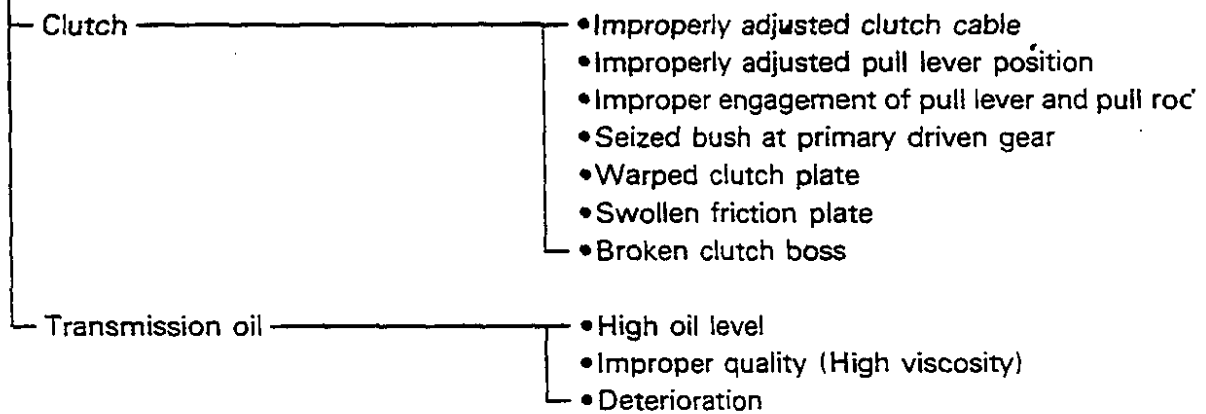 Clutch • Improperly adjusted clutch cable
• Improperly adjusted pull lever position
• Improper engagement of pull lever and pull rod
• Seized bush at primary driven gear
• Warped clutch plate
• Swollen friction plate
• Broken clutch boss
Transmission oil • High oil level
• Improper quality (High viscosity)
• Deterioration